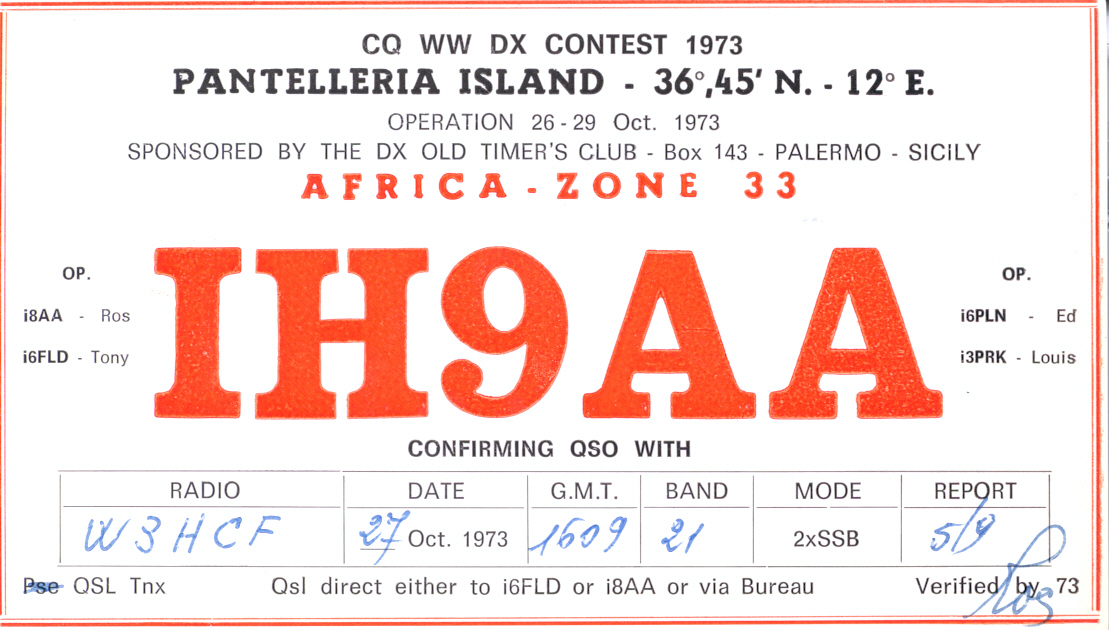 CQ WW DX CONTEST 1973
PANTELLERIA ISLAND - 36°,45' N. - 12° E.
OPERATION 26-29 Oct. 1973
SPONSORED BY THE DX OLD TIMER'S CLUB - Box 143 - PALERMO - SICiLY
AFRICA - ZONE 33
OP.
i8AA - Ros
i6FLD - Tony
IH9AA
OP.
i6PLN - Ed
i3PRK - Louis
CONFIRMING QSO WITH
RADIO DATE G.M.T. BAND MODE REPORT
W3HCF 27 Oct. 1973 1609 21 2xSSB 5/9
Pse QSL Tnx Qsl direct either to i6FLD or i8AA or via Bureau Verified by 73
Ros